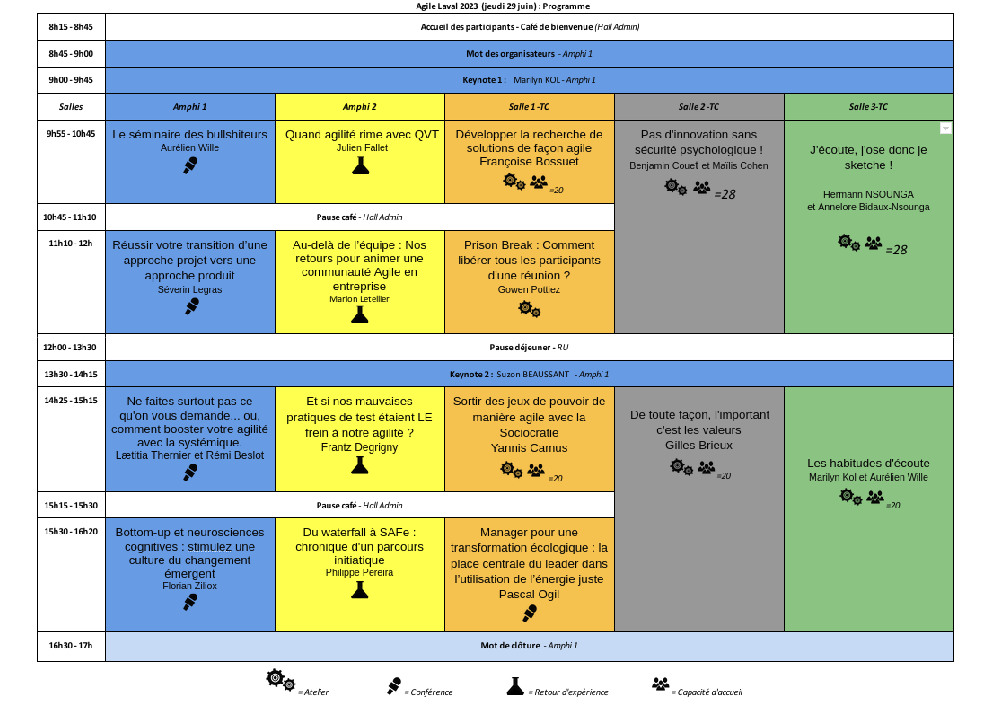 Agile Laval 2023 (jeudi 29 juin) : Programme
8h15 - 8h45
Accueil des participants - Café de bienvenue (Hall Admin)
8h45 - 9h00
Mot des organisateurs - Amphi 1
9h00 - 9h45
Keynote 1 : Marilyn KOL - Amphi 1
Salles
Amphi 1
Amphi 2
Salle 1 -TC
Salle 2 -TC
Salle 3-TC
9h55 - 10h45
Le séminaire des bullshiteurs
Aurélien Wille
Quand agilité rime avec QVT
Julien Fallet
Développer la recherche de
solutions de façon agile
Françoise Bossuet
=20
Pas d'innovation sans
sécurité psychologique !
Benjamin Couef et Maïlis Cohen
=28
J'écoute, j'ose donc je
sketche !
Hermann NSOUNGA
et Annelore Bidaux-Nsounga
=28
10h45 - 11h10
Pause café - Hall Admin
11h10 - 12h
Réussir votre transition d'une
approche projet vers une
approche produit
Séverin Legras
Au-delà de l'équipe : Nos
retours pour animer une
communauté Agile en
entreprise
Marion Letellier
Prison Break : Comment
libérer tous les participants
d'une réunion ?
Gowen Pottiez
12h00 - 13h30
Pause déjeuner - RU
13h30 - 14h15
Keynote 2 : Suzon BEAUSSANT - Amphi 1
14h25 - 15h15
Ne faites surtout pas ce
qu'on vous demande... ou,
comment booster votre agilité
avec la systémique.
Lætitia Thernier et Rémi Beslot
Et si nos mauvaises
pratiques de test étaient LE
frein à notre agilité ?
Frantz Degrigny
Sortir des jeux de pouvoir de
manière agile avec la
Sociocratie
Yannis Camus
=20
De toute façon, l'important
c'est les valeurs
Gilles Brieux
=20
Les habitudes d'écoute
Marilyn Kol et Aurélien Wille
=20
15h15 - 15h30
Pause café - Hall Admin
15h30 - 16h20
Bottom-up et neurosciences
cognitives : stimulez une
culture du changement
émergent
Florian Ziliox
Du waterfall à SAFe :
chronique d'un parcours
initiatique
Philippe Pereira
Manager pour une
transformation écologique : la
place centrale du leader dans
l'utilisation de l'énergie juste
Pascal Ogil
16h30 - 17h
Mot de clôture - Amphi 1
= Atelier
= Conférence
= Retour d'expérience
= Capacité d'accueil